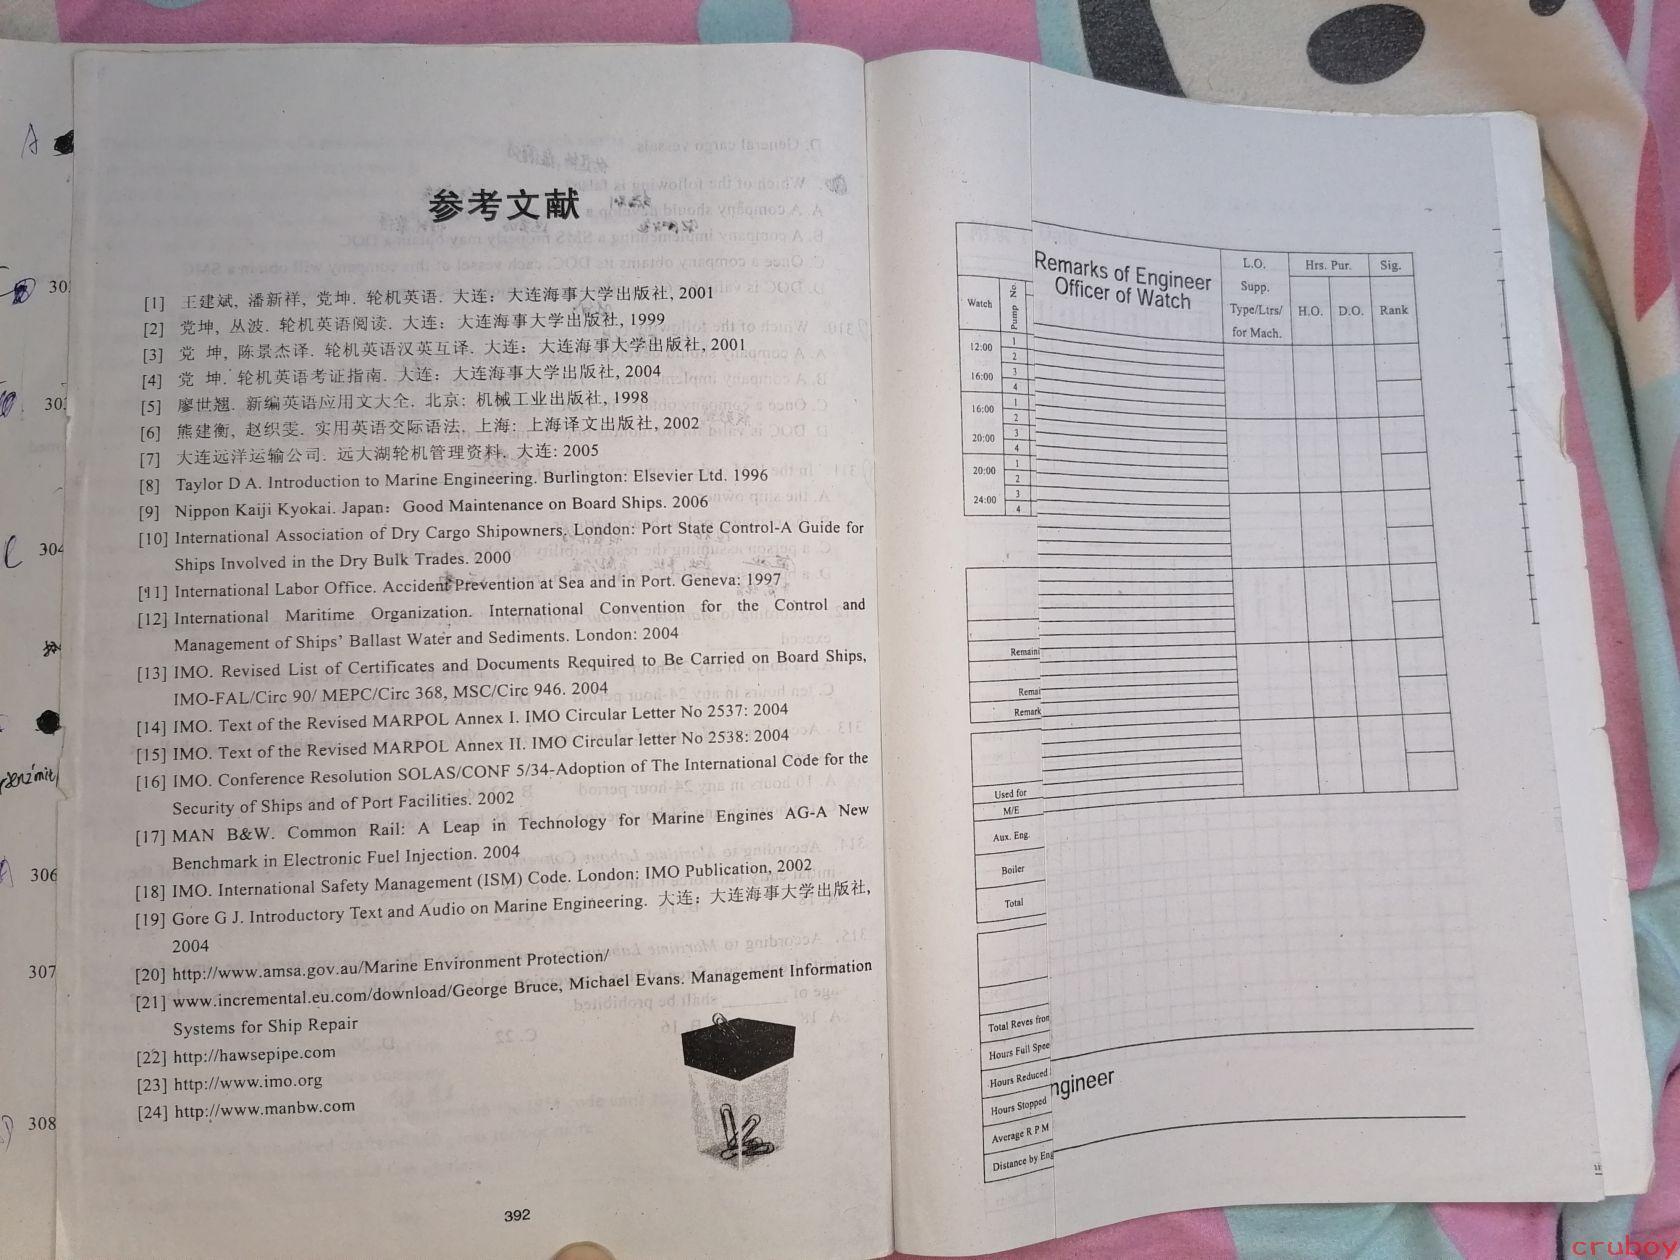 参考文献
[1] 王建斌, 潘新祥, 党坤. 轮机英语. 大连: 大连海事大学出版社, 2001
[2] 党坤, 丛波. 轮机英语阅读. 大连: 大连海事大学出版社, 1999
[3] 党 坤, 陈景杰译. 轮机英语汉英互译. 大连: 大连海事大学出版社, 2001
[4] 党 坤. 轮机英语考证指南. 大连: 大连海事大学出版社, 2004
[5] 廖世翘. 新编英语应用文大全. 北京: 机械工业出版社, 1998
[6] 熊建衡, 赵织雯. 实用英语交际语法. 上海: 上海译文出版社, 2002
[7] 大连远洋运输公司. 远大湖轮机管理资料. 大连: 2005
[8] Taylor D A. Introduction to Marine Engineering. Burlington: Elsevier Ltd. 1996
[9] Nippon Kaiji Kyokai. Japan: Good Maintenance on Board Ships. 2006
[10] International Association of Dry Cargo Shipowners. London: Port State Control-A Guide for
Ships Involved in the Dry Bulk Trades. 2000
[11] International Labor Office. Accident Prevention at Sea and in Port. Geneva: 1997
[12] International Maritime Organization. International Convention for the Control and
Management of Ships' Ballast Water and Sediments. London: 2004
[13] IMO. Revised List of Certificates and Documents Required to Be Carried on Board Ships,
IMO-FAL/Circ 90/ MEPC/Circ 368, MSC/Circ 946. 2004
[14] IMO. Text of the Revised MARPOL Annex I. IMO Circular Letter No 2537: 2004
[15] IMO. Text of the Revised MARPOL Annex II. IMO Circular letter No 2538: 2004
[16] IMO. Conference Resolution SOLAS/CONF 5/34-Adoption of The International Code for the
Security of Ships and of Port Facilities. 2002
[17] MAN B&W. Common Rail: A Leap in Technology for Marine Engines AG-A New
Benchmark in Electronic Fuel Injection. 2004
[18] IMO. International Safety Management (ISM) Code. London: IMO Publication, 2002
[19] Gore G J. Introductory Text and Audio on Marine Engineering. 大连: 大连海事大学出版社,
2004
[20] http://www.amsa.gov.au/Marine Environment Protection/
[21] www.incremental.eu.com/download/George Bruce, Michael Evans. Management Information
Systems for Ship Repair
[22] http://hawsepipe.com
[23] http://www.imo.org
[24] http://www.manbw.com
392
A
30
30
304
306
307
308
Remarks of Engineer
Officer of Watch
L.O.
Supp.
Type/Ltrs/
for Mach.
Hrs. Pur.
H.O. D.O.
Sig.
Rank
Watch
Pump No
12:00
16:00
1
2
3
4
16:00
20:00
1
2
3
4
20:00
24:00
1
2
3
4
Remaini
Remai
Remark
Used for
M/E
Aux. Eng.
Boiler
Total
Total Reves from
Hours Full Spee
Hours Reduced
Hours Stopped
Average R P M
Distance by Eng
ngineer
cruboy